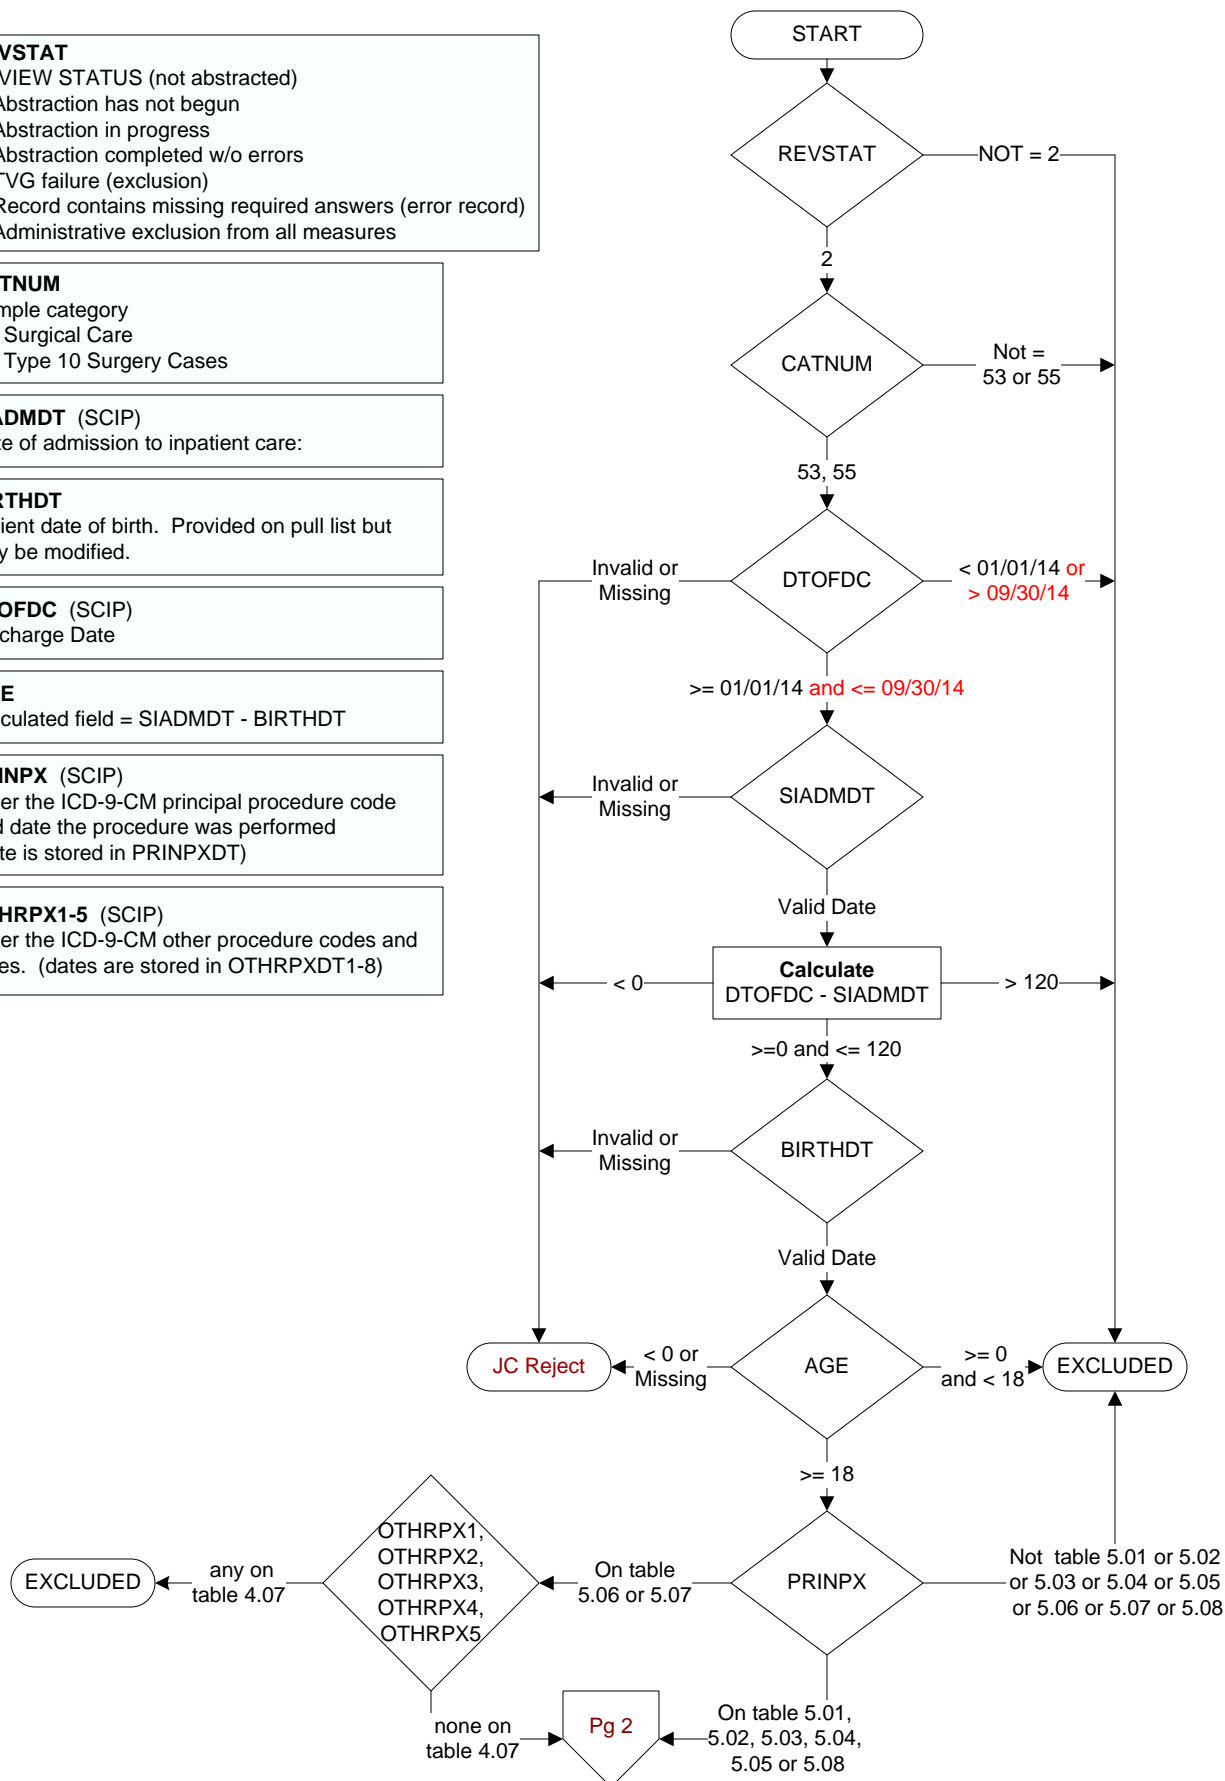 VSTAT
VIEW STATUS (not abstracted)
Abstraction has not begun
Abstraction in progress
Abstraction completed w/o errors
TVG failure (exclusion)
Record contains missing required answers (error record)
Administrative exclusion from all measures
TNUM
mple category
Surgical Care
Type 10 Surgery Cases
ADMDT (SCIP)
te of admission to inpatient care:
RTHDT
ient date of birth. Provided on pull list but
y be modified.
OFDC (SCIP)
charge Date
E
culated field = SIADMDT - BIRTHDT
INPX (SCIP)
er the ICD-9-CM principal procedure code
d date the procedure was performed
te is stored in PRINPXDT)
HRPX1-5 (SCIP)
er the ICD-9-CM other procedure codes and
es. (dates are stored in OTHRPXDT1-8)
START
REVSTAT
NOT = 2
2
CATNUM
Not =
53 or 55
53, 55
Invalid or
Missing
DTOFDC
< 01/01/14 or
> 09/30/14
>= 01/01/14 and <= 09/30/14
Invalid or
Missing
SIADMDT
Valid Date
< 0
Calculate
DTOFDC - SIADMDT
> 120
>=0 and <= 120
Invalid or
Missing
BIRTHDT
Valid Date
JC Reject
< 0 or
Missing
AGE
>= 0
and < 18
EXCLUDED
>= 18
EXCLUDED
any on
table 4.07
OTHRPX1,
OTHRPX2,
OTHRPX3,
OTHRPX4,
OTHRPX5
On table
5.06 or 5.07
PRINPX
Not table 5.01 or 5.02
or 5.03 or 5.04 or 5.05
or 5.06 or 5.07 or 5.08
none on
table 4.07
Pg 2
On table 5.01,
5.02, 5.03, 5.04,
5.05 or 5.08